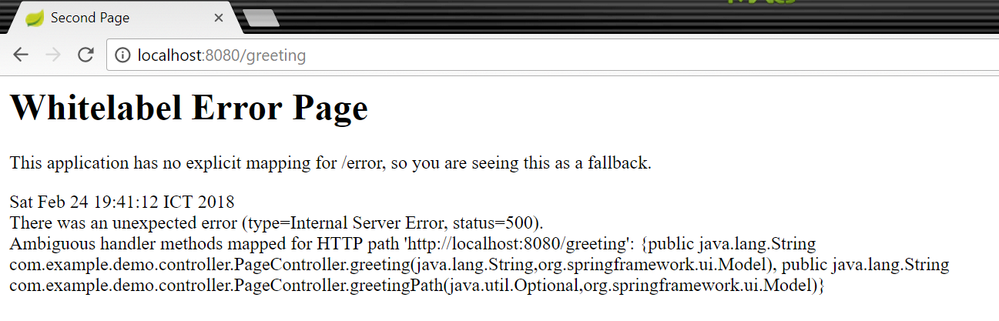 Second Page
localhost:8080/greeting
Whitelabel Error Page
This application has no explicit mapping for /error, so you are seeing this as a fallback.
Sat Feb 24 19:41:12 ICT 2018
There was an unexpected error (type=Internal Server Error, status=500).
Ambiguous handler methods mapped for HTTP path 'http://localhost:8080/greeting': {public java.lang.String
com.example.demo.controller.PageController.greeting(java.lang.String,org.springframework.ui.Model), public java.lang.String
com.example.demo.controller.PageController.greetingPath(java.util.Optional,org.springframework.ui.Model)}